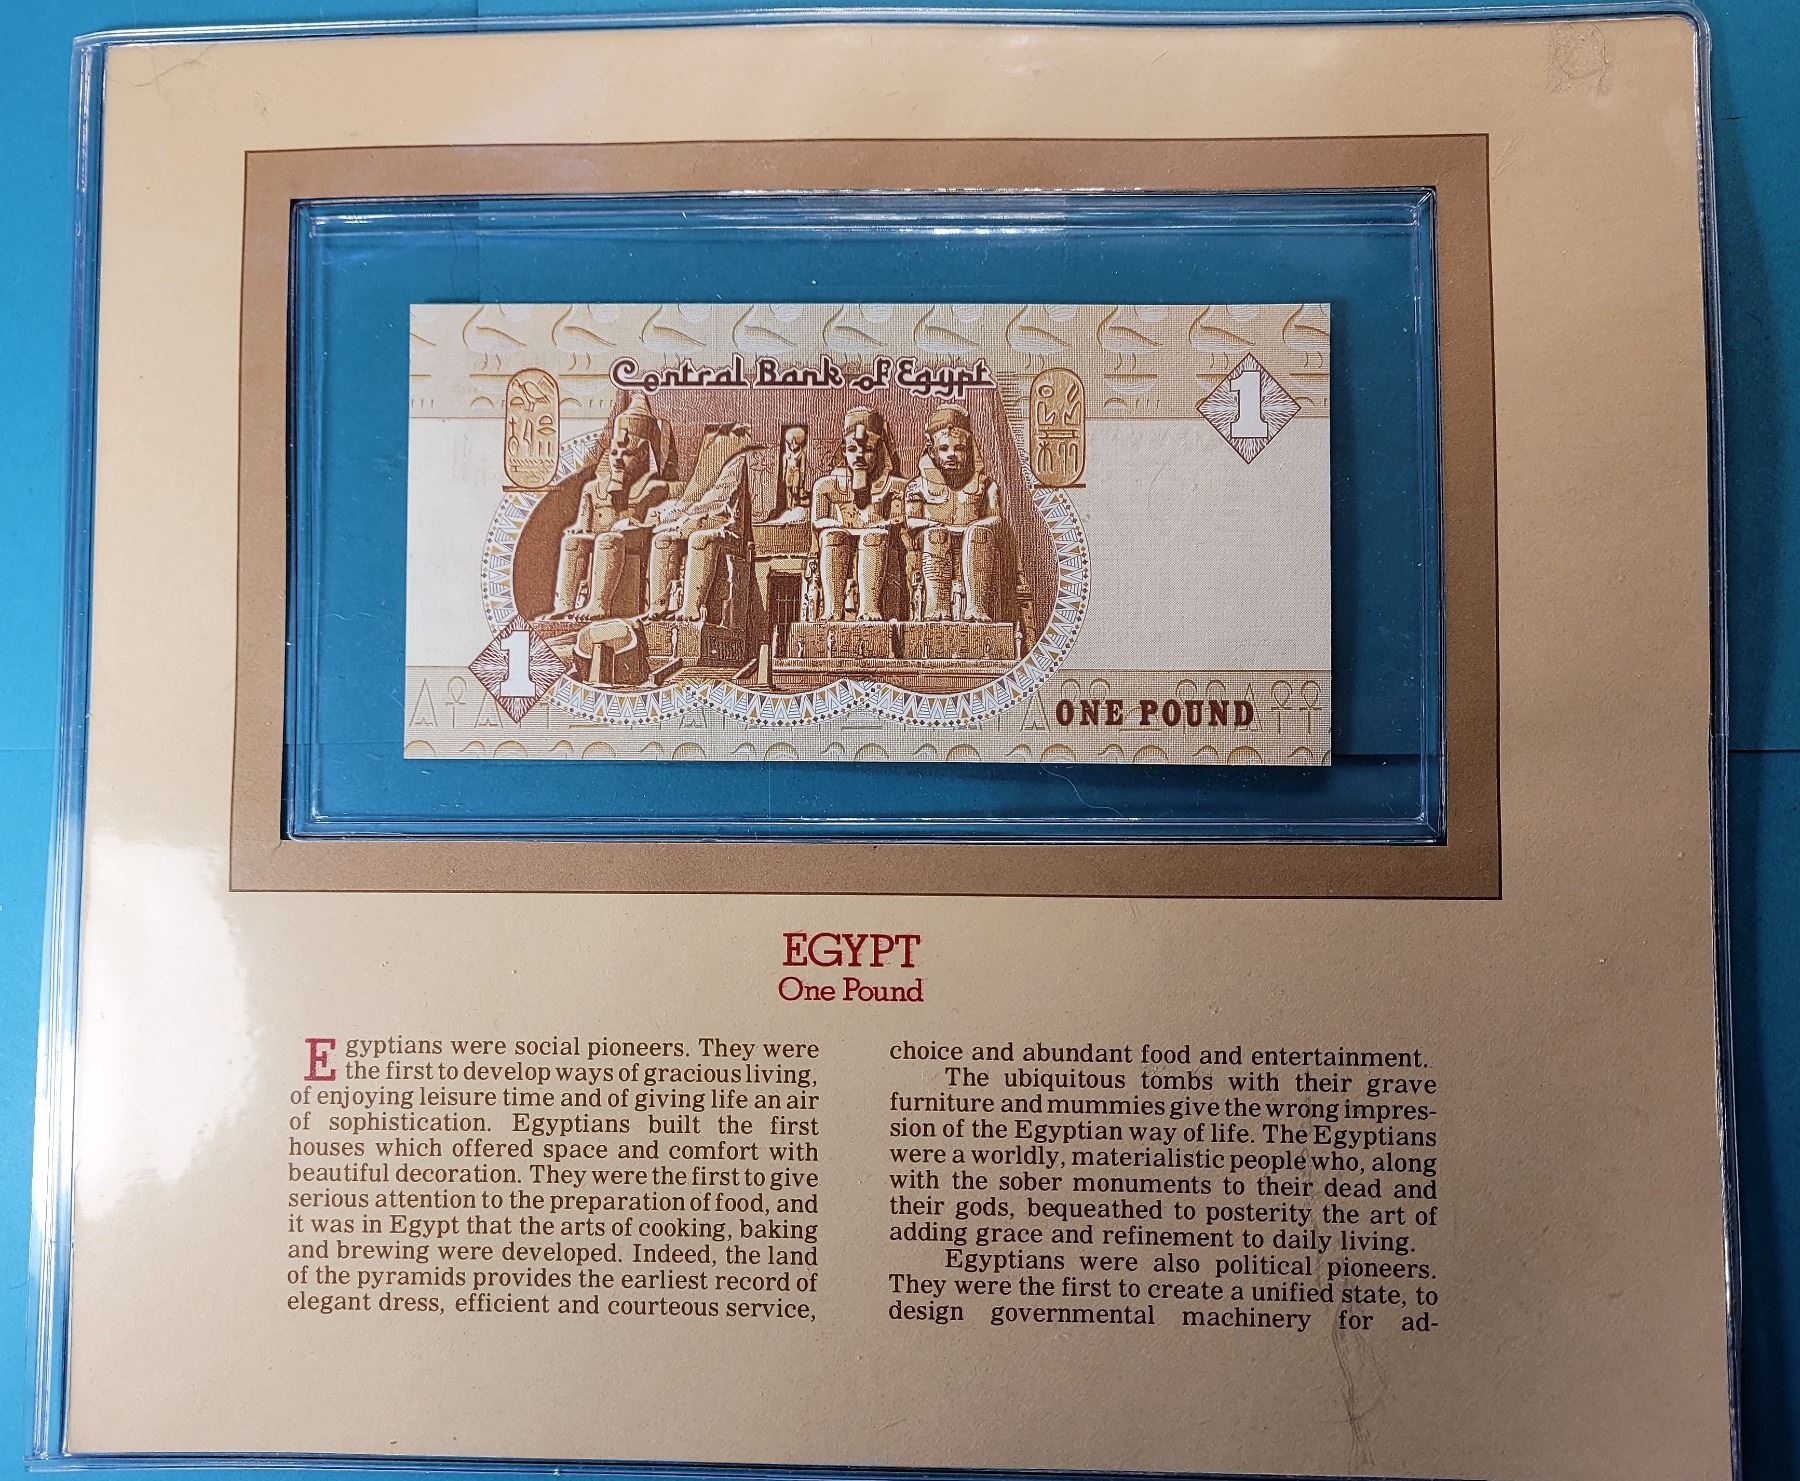 Central Bank of Egypt
1
1
ONE POUND
EGYPT
One Pound
Egyptians were social pioneers. They were
the first to develop ways of gracious living,
of enjoying leisure time and of giving life an air
of sophistication. Egyptians built the first
houses which offered space and comfort with
beautiful decoration. They were the first to give
serious attention to the preparation of food, and
it was in Egypt that the arts of cooking, baking
and brewing were developed. Indeed, the land
of the pyramids provides the earliest record of
elegant dress, efficient and courteous service,
choice and abundant food and entertainment.
The ubiquitous tombs with their grave
furniture and mummies give the wrong impres-
sion of the Egyptian way of life. The Egyptians
were a worldly, materialistic people who, along
with the sober monuments to their dead and
their gods, bequeathed to posterity the art of
adding grace and refinement to daily living.
Egyptians were also political pioneers.
They were the first to create a unified state, to
design governmental machinery for ad-